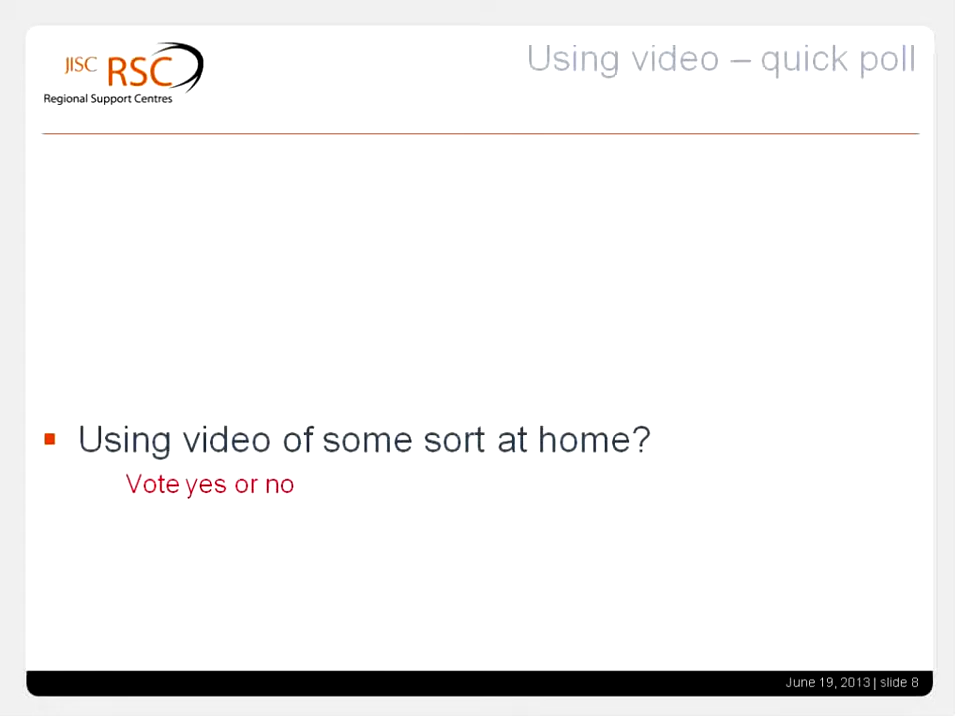 JISC RSC
Regional Support Centres
Using video – quick poll
Using video of some sort at home?
Vote yes or no
June 19, 2013 | slide 8